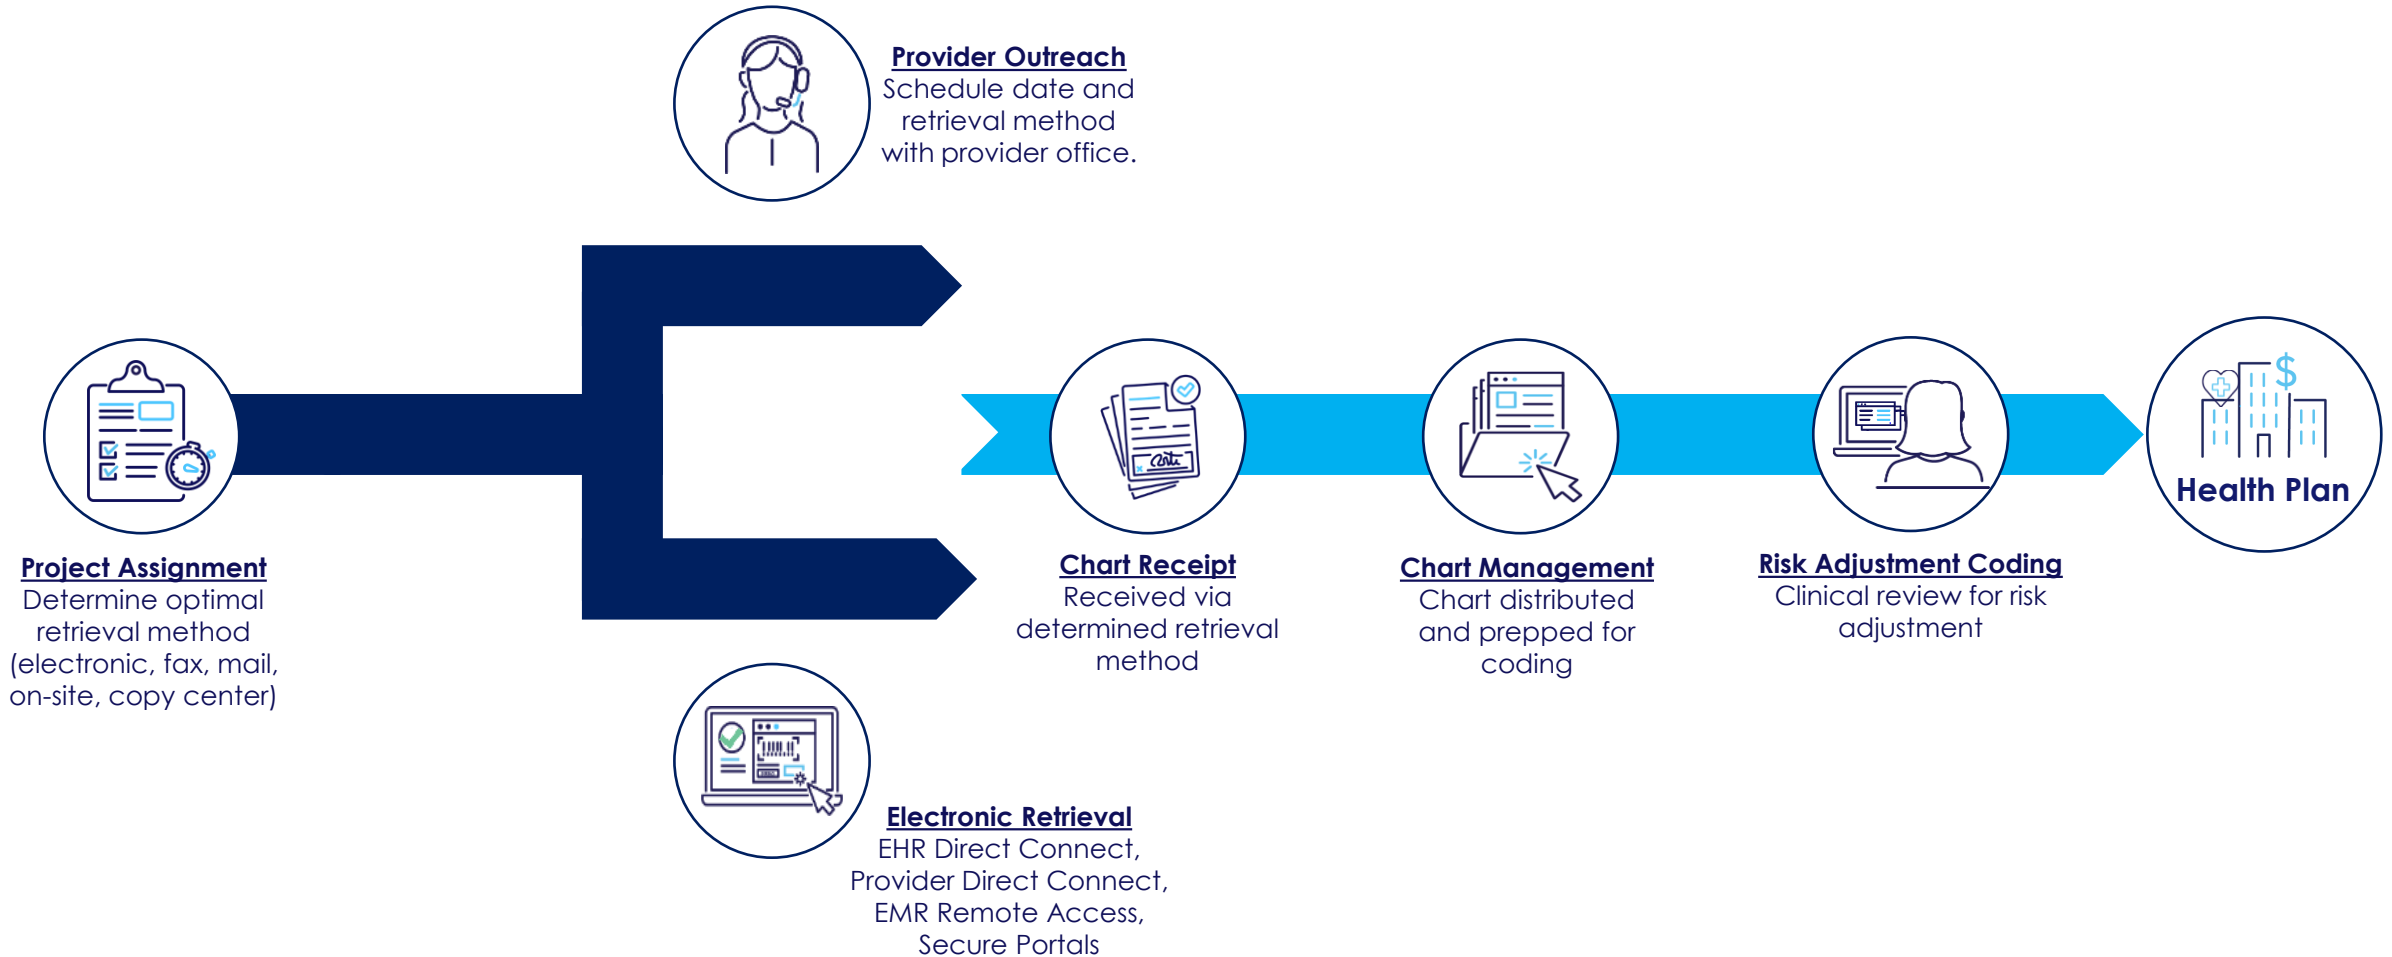 Provider Outreach
Schedule date and
retrieval method
with provider office.
Project Assignment
Determine optimal
retrieval method
(electronic, fax, mail,
on-site, copy center)
Electronic Retrieval
EHR Direct Connect,
Provider Direct Connect,
EMR Remote Access,
Secure Portals
Chart Receipt
Received via
determined retrieval
method
Chart Management
Chart distributed
and prepped for
coding
Risk Adjustment Coding
Clinical review for risk
adjustment
$
Health Plan